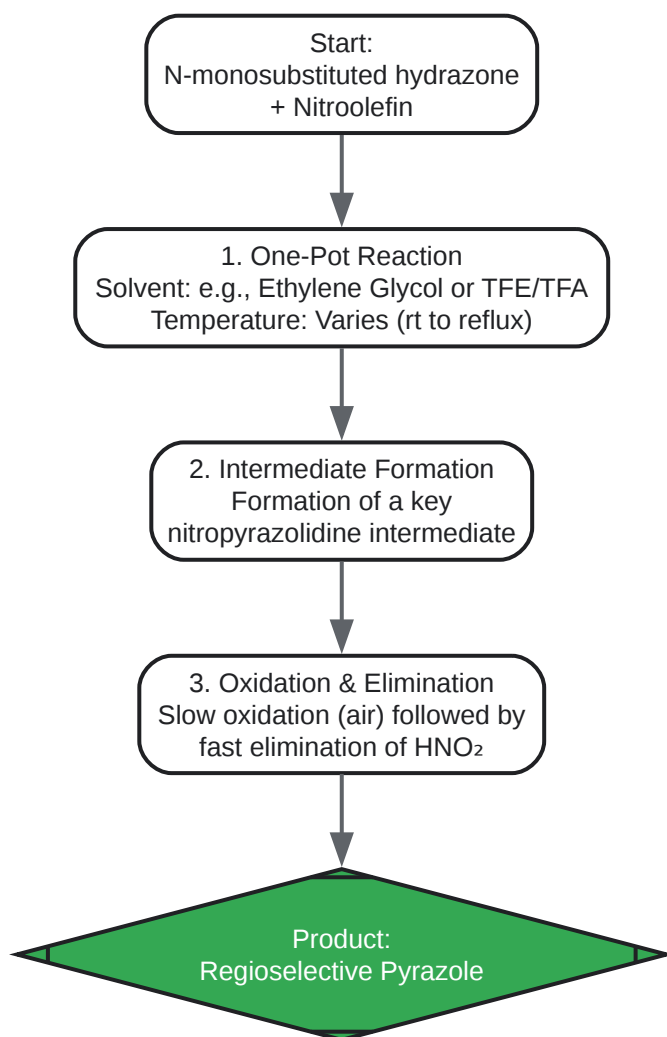 Start:
N-monosubstituted hydrazone
+ Nitroolefin
1. One-Pot Reaction
Solvent: e.g., Ethylene Glycol or TFE/TFA
Temperature: Varies (rt to reflux)
2. Intermediate Formation
Formation of a key
nitropyrazolidine intermediate
3. Oxidation & Elimination
Slow oxidation (air) followed by
fast elimination of HNO₂
Product:
Regioselective Pyrazole